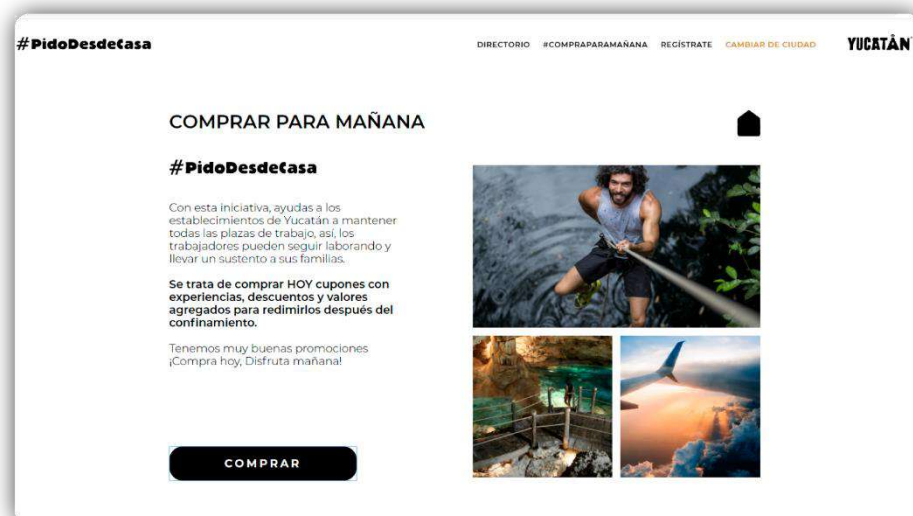 #PidoDesdeCasa
DIRECTORIO #COMPRAPARAMAÑANA REGÍSTRATE CAMBIAR DE CIUDAD
YUCATÁN
COMPRAR PARA MAÑANA
#PidoDesdeCasa
Con esta iniciativa, ayudas a los
establecimientos de Yucatán a mantener
todas las plazas de trabajo, así, los
trabajadores pueden seguir laborando y
llevar un sustento a sus familias.
Se trata de comprar HOY cupones con
experiencias, descuentos y valores
agregados para redimirlos después del
confinamiento.
Tenemos muy buenas promociones
¡Compra hoy, Disfruta mañana!
COMPRAR